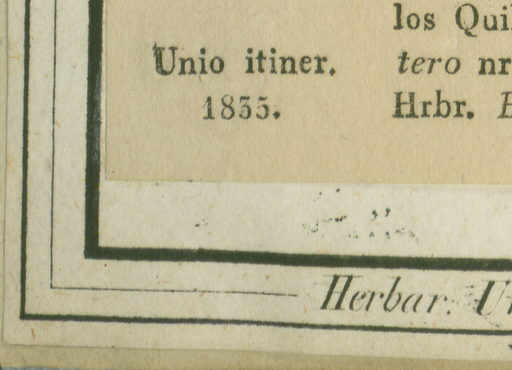 los Qui
Unio itiner. tero nr
1835. Hrbr.
Herbar. U